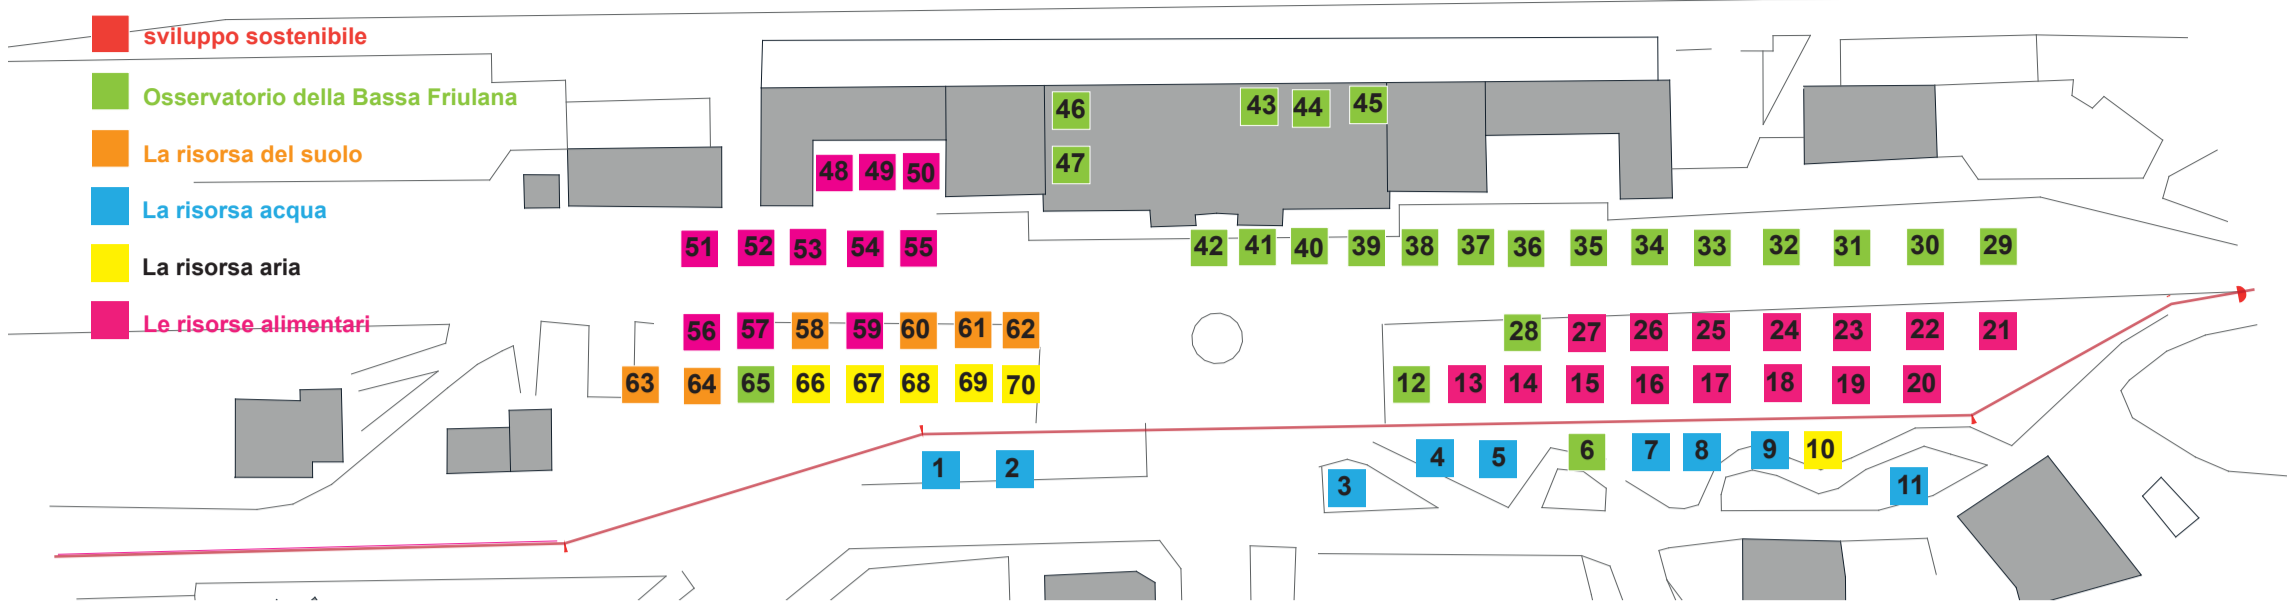 sviluppo sostenibile
Osservatorio della Bassa Friulana
La risorsa del suolo
La risorsa acqua
La risorsa aria
Le risorse alimentari
46 43 44 45
47
48 49 50
51 52 53 54 55 42 41 40 39 38 37 36 35 34 33 32 31 30 29
56 57 58 59 60 61 62 28 27 26 25 24 23 22 21
63 64 65 66 67 68 69 70 12 13 14 15 16 17 18 19 20
1 2 3 4 5 6 7 8 9 10 11